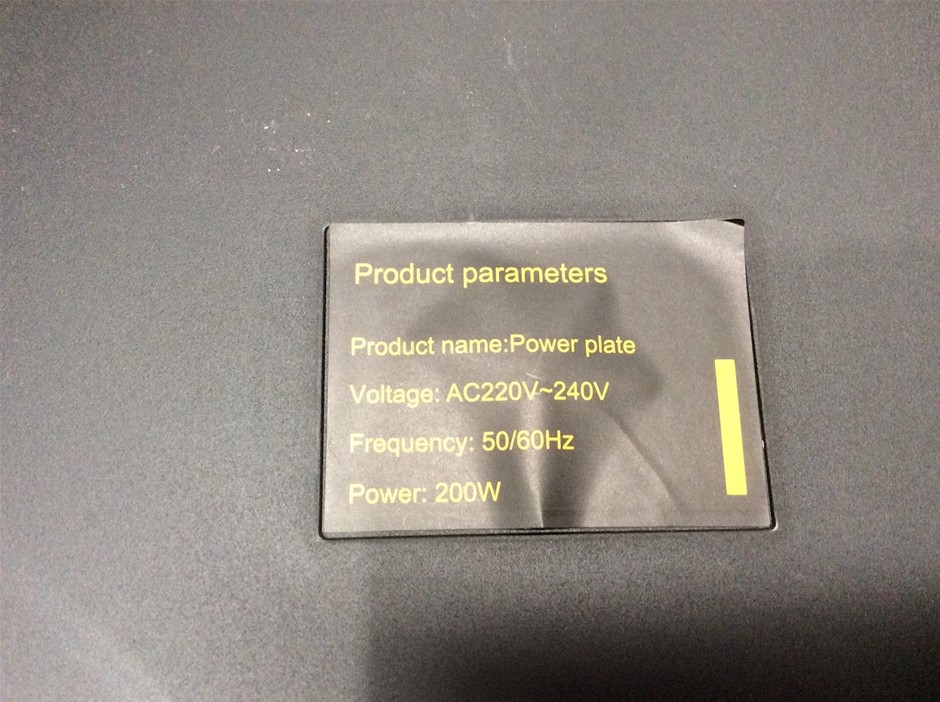 Product parameters
Product name:Power plate
Voltage: AC220V~240V
Frequency: 50/60Hz
Power: 200W